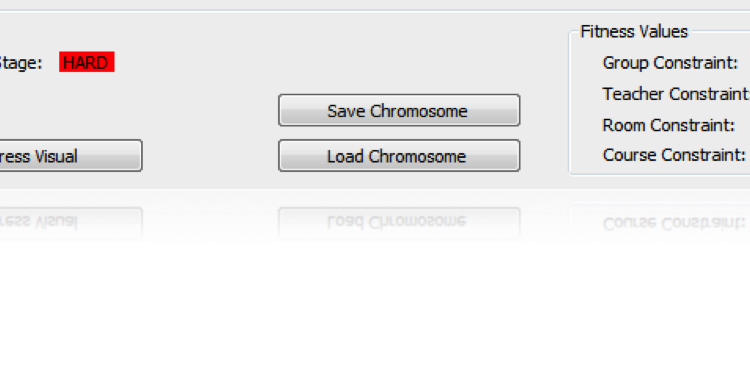 Fitness Values
Stage: HARD
Group Constraint:
Teacher Constraint:
Save Chromosome
Room Constraint:
ress Visual
Load Chromosome
Course Constraint: